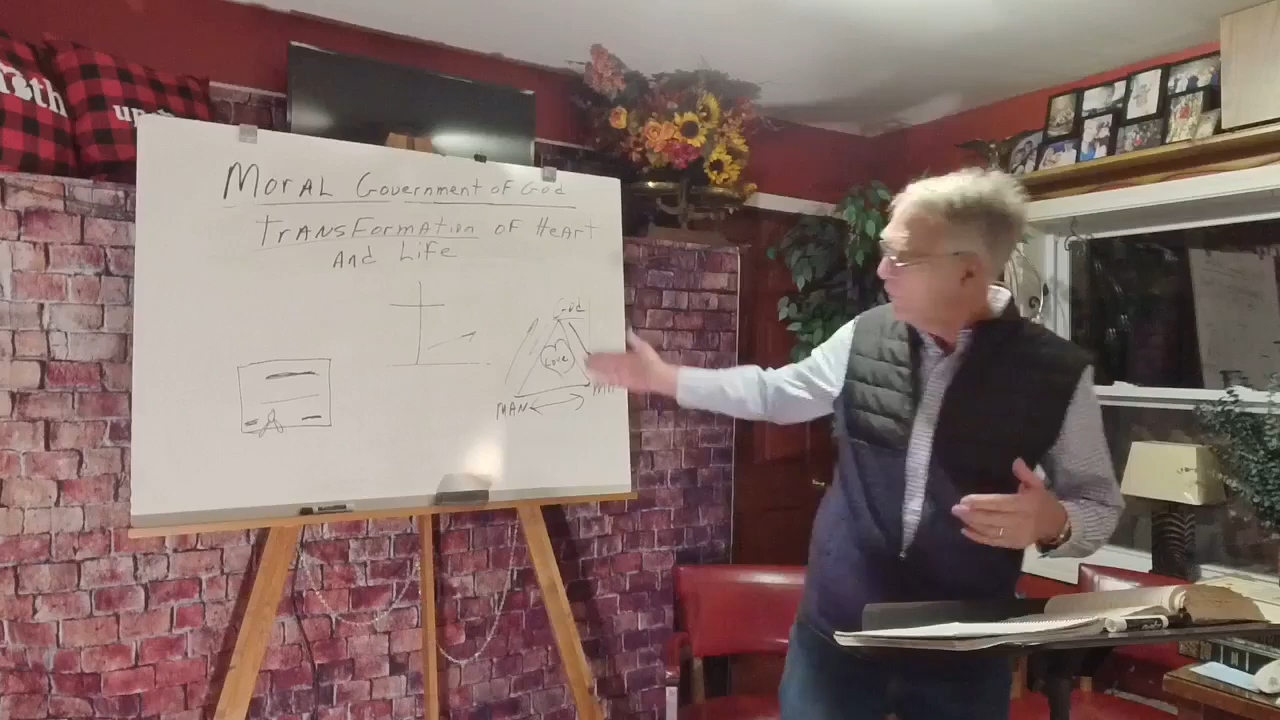 Moral Government of God
Transformation of Heart
And Life
God
Love
MAN